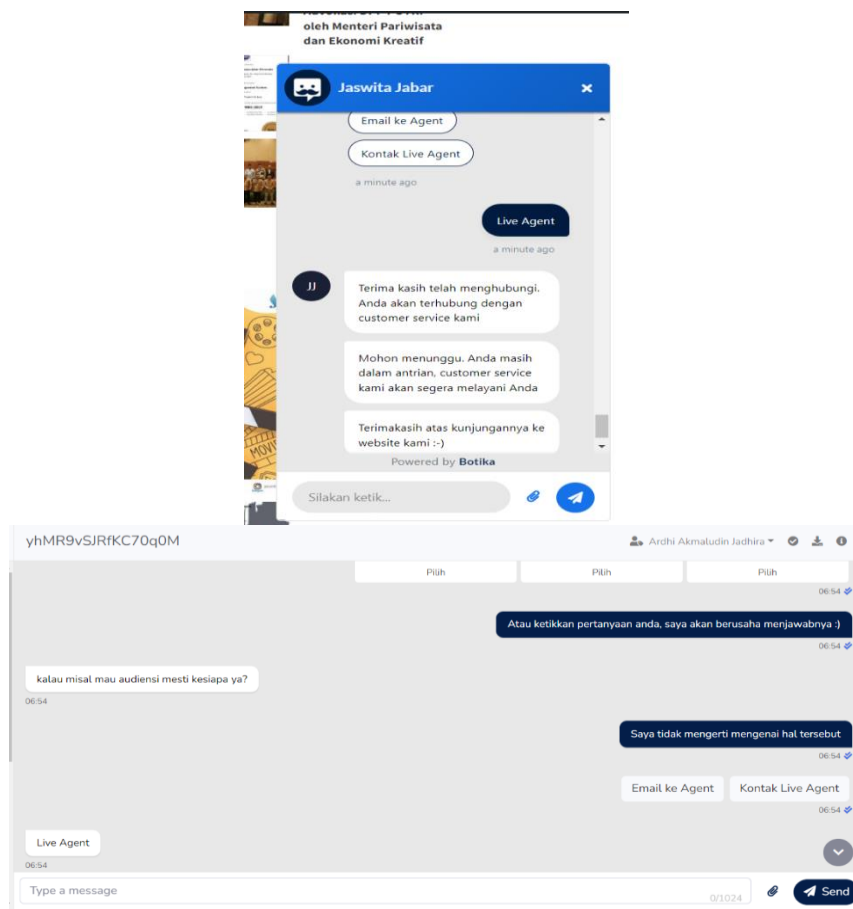 oleh Menteri Pariwisata
dan Ekonomi Kreatif
Jaswita Jabar
Email ke Agent
Kontak Live Agent
a minute ago
Live Agent
a minute ago
JJ
Terima kasih telah menghubungi.
Anda akan terhubung dengan
customer service kami
Mohon menunggu. Anda masih
dalam antrian, customer service
kami akan segera melayani Anda
Terimakasih atas kunjungannya ke
website kami :-)
Powered by Botika
Silakan ketik...
yhMR9vSJRfKC70q0M
Ardhi Akmaludin Jadhira
Pilih Pilih Pilih
06:54
Atau ketikkan pertanyaan anda, saya akan berusaha menjawabnya :)
06:54
kalau misal mau audiensi mesti kesiapa ya?
06:54
Saya tidak mengerti mengenai hal tersebut
06:54
Email ke Agent Kontak Live Agent
06:54
Live Agent
06:54
Type a message
0/1024
Send